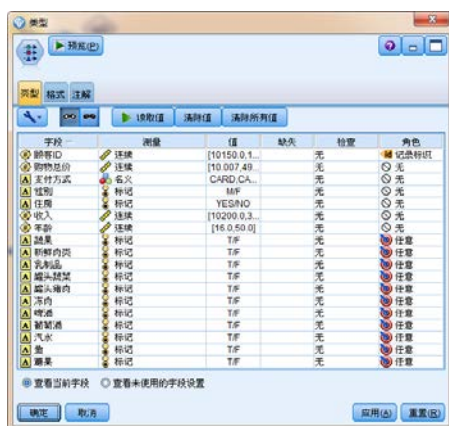 类型
预览(P)
类型 格式 注解
读取值 清除值 清除所有值
字段 测量 值 缺失 检查 角色
顾客ID 连续 [10150.0,1... 无 记录标识
购物总价 连续 [10.007,49... 无 无
支付方式 名义 CARD,CA... 无 无
性别 标记 M/F 无 无
住房 标记 YES/NO 无 无
收入 连续 [10200.0,3... 无 无
年龄 连续 [16.0,50.0] 无 无
蔬果 标记 T/F 无 任意
新鲜肉类 标记 T/F 无 任意
乳制品 标记 T/F 无 任意
罐头蔬菜 标记 T/F 无 任意
罐头猪肉 标记 T/F 无 任意
冻肉 标记 T/F 无 任意
啤酒 标记 T/F 无 任意
葡萄酒 标记 T/F 无 任意
汽水 标记 T/F 无 任意
鱼 标记 T/F 无 任意
糖果 标记 T/F 无 任意
查看当前字段 查看未使用的字段设置
确定 取消 应用(A) 重置(R)